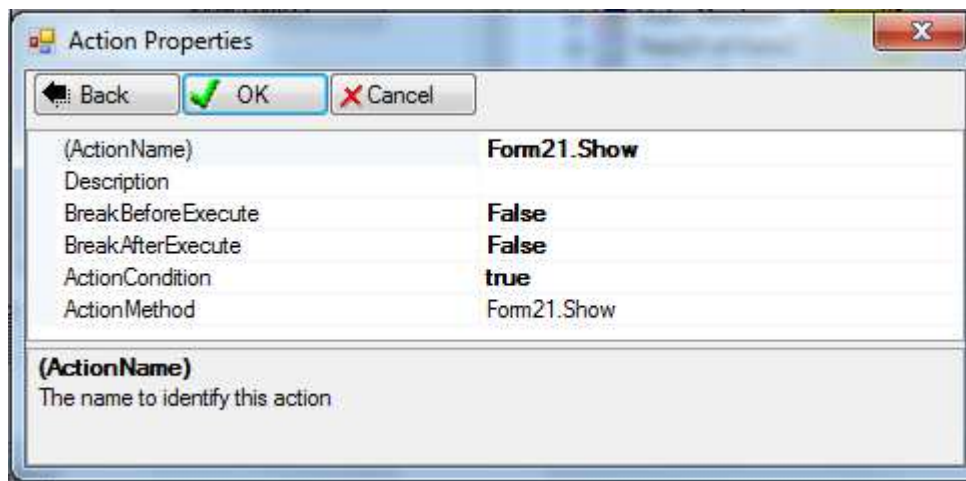 Action Properties
Back OK Cancel
(ActionName) Form21.Show
Description
BreakBeforeExecute False
BreakAfterExecute False
ActionCondition true
ActionMethod Form21.Show
(ActionName)
The name to identify this action